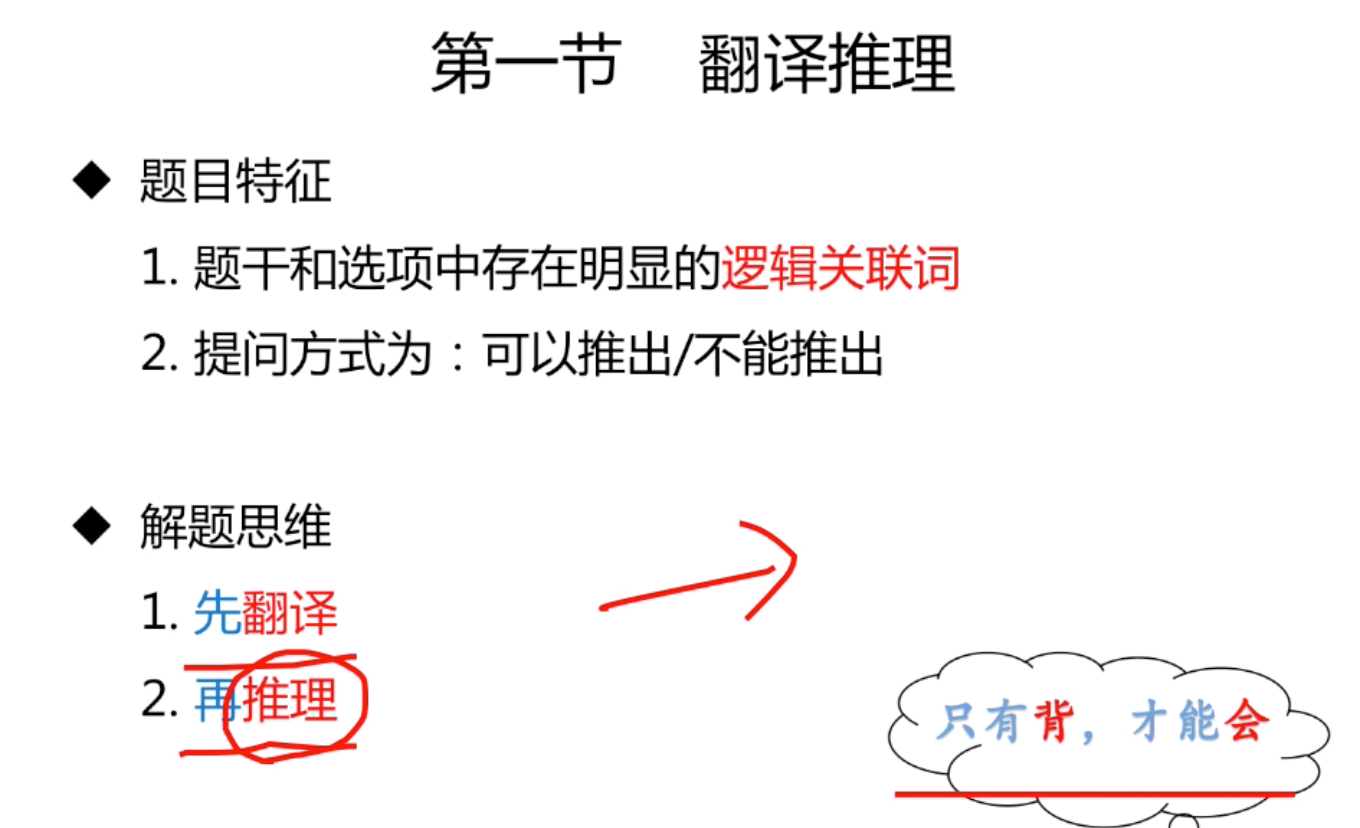 第一节 翻译推理
◆ 题目特征
1. 题干和选项中存在明显的逻辑关联词
2. 提问方式为：可以推出/不能推出
◆ 解题思维
1. 先翻译
2. 再推理
只有背，才能会